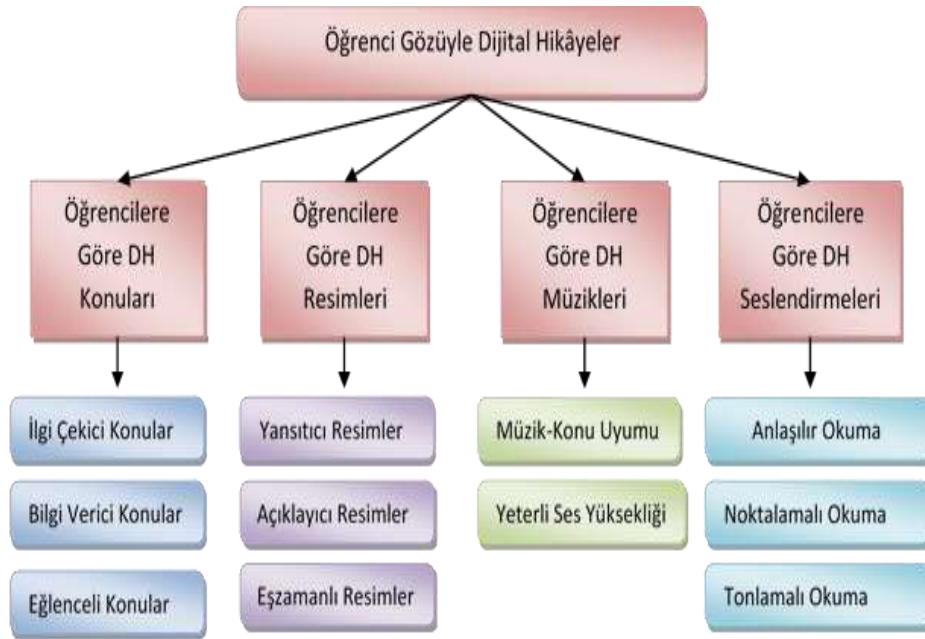 Öğrenci Gözüyle Dijital Hikâyeler
Öğrencilere
Göre DH
Konuları
Öğrencilere
Göre DH
Resimleri
Öğrencilere
Göre DH
Müzikleri
Öğrencilere
Göre DH
Seslendirmeleri
İlgi Çekici Konular
Bilgi Verici Konular
Eğlenceli Konular
Yansıtıcı Resimler
Açıklayıcı Resimler
Eşzamanlı Resimler
Müzik-Konu Uyumu
Yeterli Ses Yüksekliği
Anlaşılır Okuma
Noktalamalı Okuma
Tonlamalı Okuma